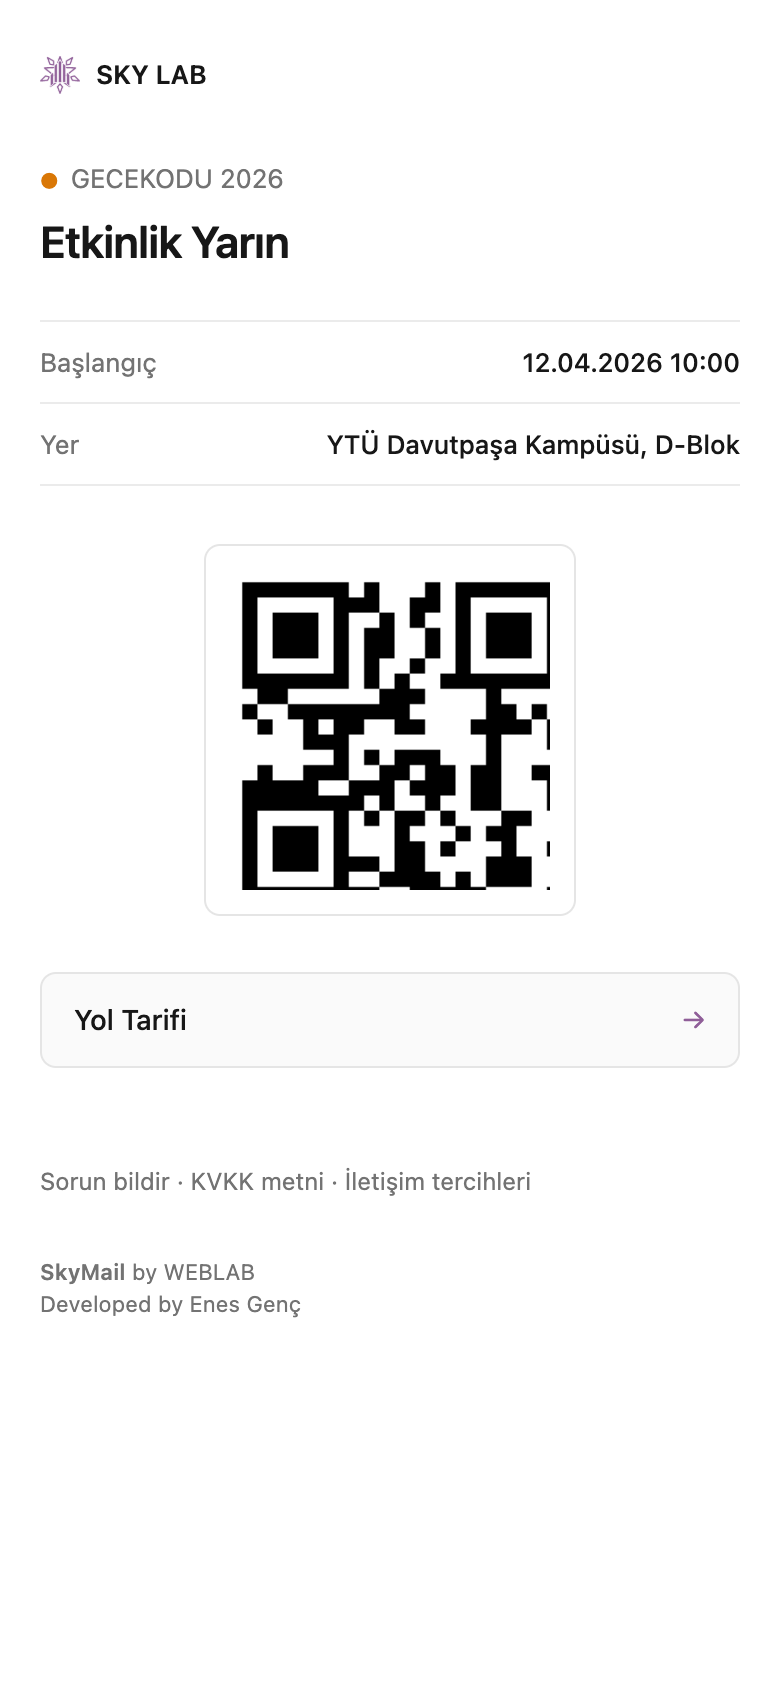 SKY LAB
GECEKODU 2026
Etkinlik Yarın
Başlangıç 12.04.2026 10:00
Yer YTÜ Davutpaşa Kampüsü, D-Blok
Yol Tarifi →
Sorun bildir · KVKK metni · İletişim tercihleri
SkyMail by WEBLAB
Developed by Enes Genç